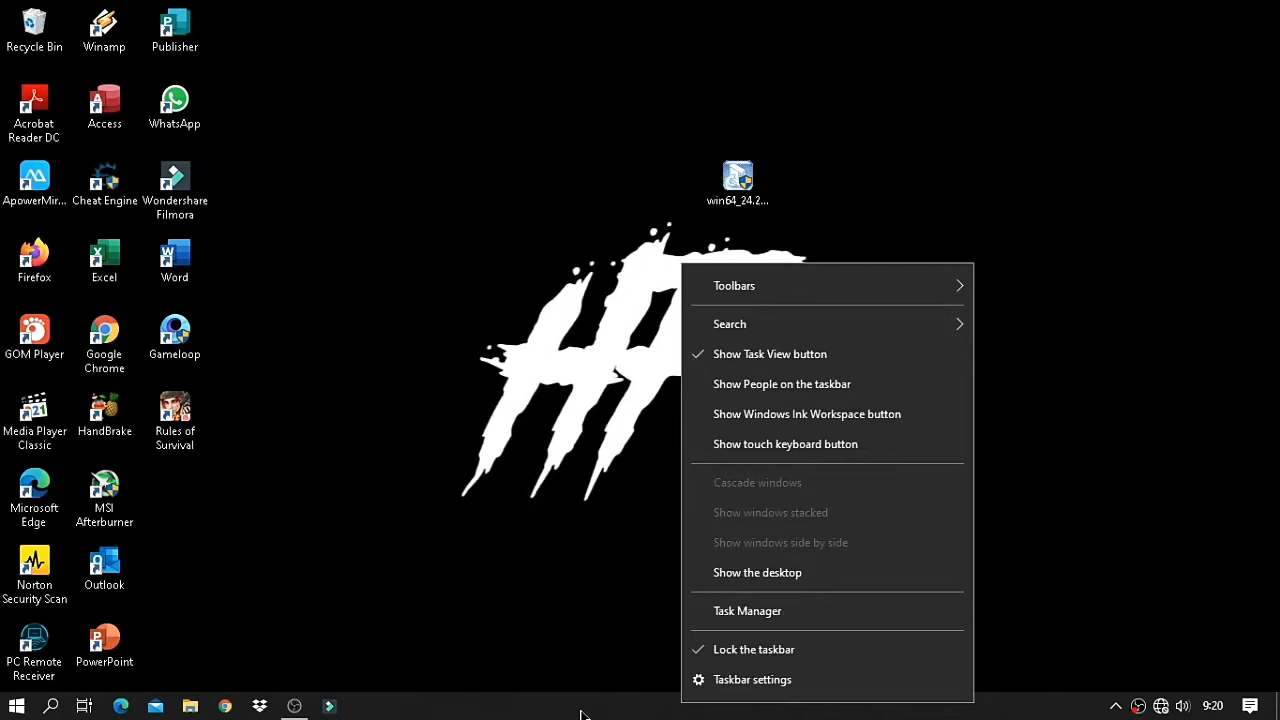 Recycle Bin
Winamp
Publisher
Acrobat
Reader DC
Access
WhatsApp
ApowerMir...
Cheat Engine
Wondershare
Filmora
win64_24.2...
Firefox
Excel
Word
GOM Player
Google
Chrome
Gameloop
Media Player
Classic
HandBrake
Rules of
Survival
Microsoft
Edge
MSI
Afterburner
Norton
Security Scan
Outlook
PC Remote
Receiver
PowerPoint
Toolbars
Search
Show Task View button
Show People on the taskbar
Show Windows Ink Workspace button
Show touch keyboard button
Cascade windows
Show windows stacked
Show windows side by side
Show the desktop
Task Manager
Lock the taskbar
Taskbar settings
9:20